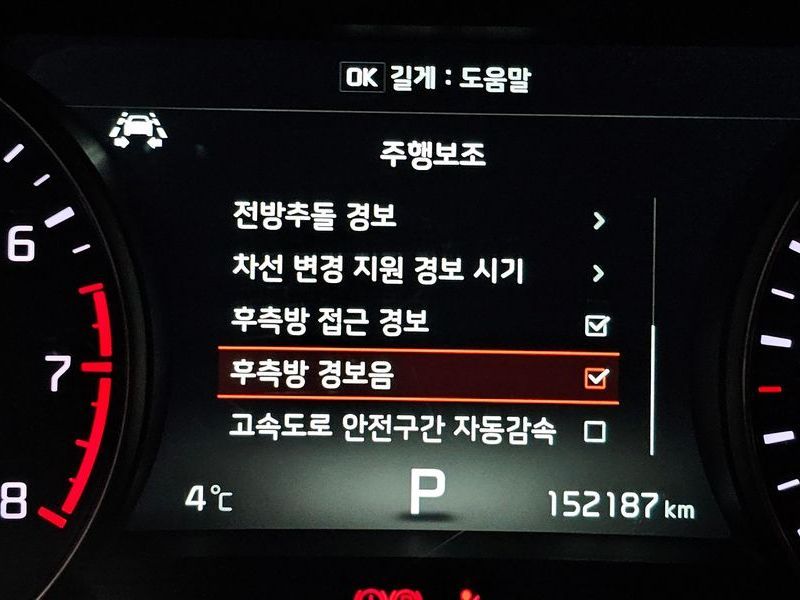 OK 길게 : 도움말
주행보조
전방추돌 경보
차선 변경 지원 경보 시기
후측방 접근 경보
후측방 경보음
고속도로 안전구간 자동감속
6
7
8
4℃
P
152187 km